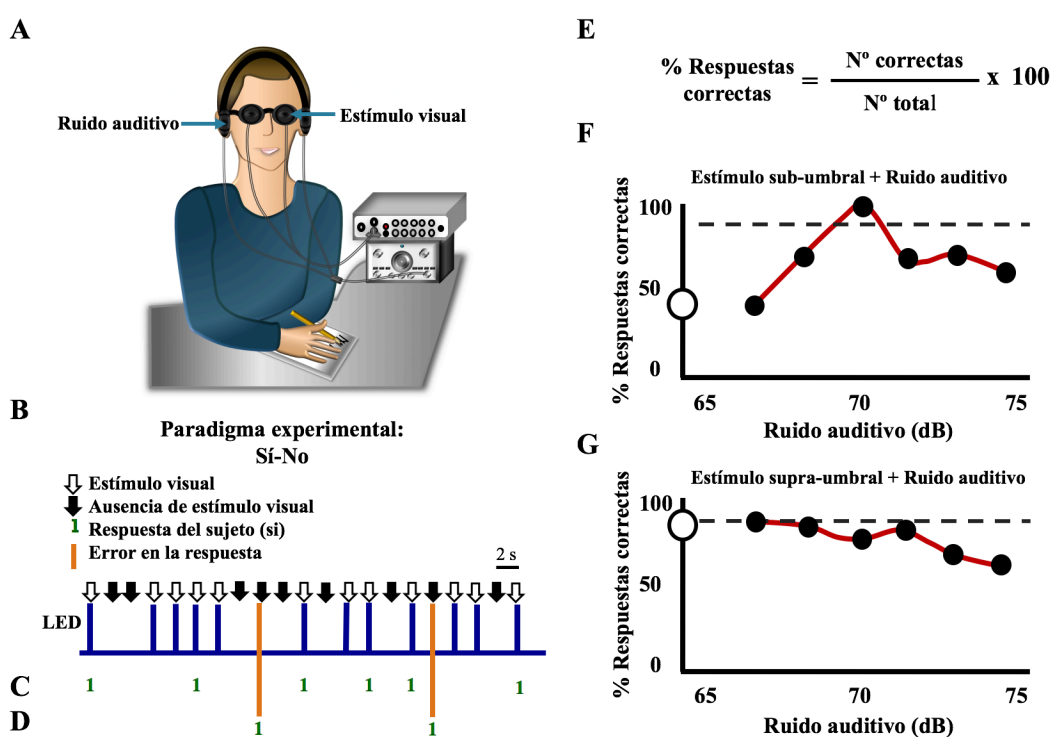 A
Ruido auditivo
Estímulo visual
B
Paradigma experimental:
Sí-No
Estímulo visual
Ausencia de estímulo visual
1 Respuesta del sujeto (si)
Error en la respuesta
2 s
LED
C
1 1 1 1 1 1
D
1 1
E
% Respuestas
correctas
=
Nº correctas
Nº total
x 100
F
Estímulo sub-umbral + Ruido auditivo
% Respuestas correctas
100
50
0
65 70 75
Ruido auditivo (dB)
G
Estímulo supra-umbral + Ruido auditivo
% Respuestas correctas
100
50
0
65 70 75
Ruido auditivo (dB)